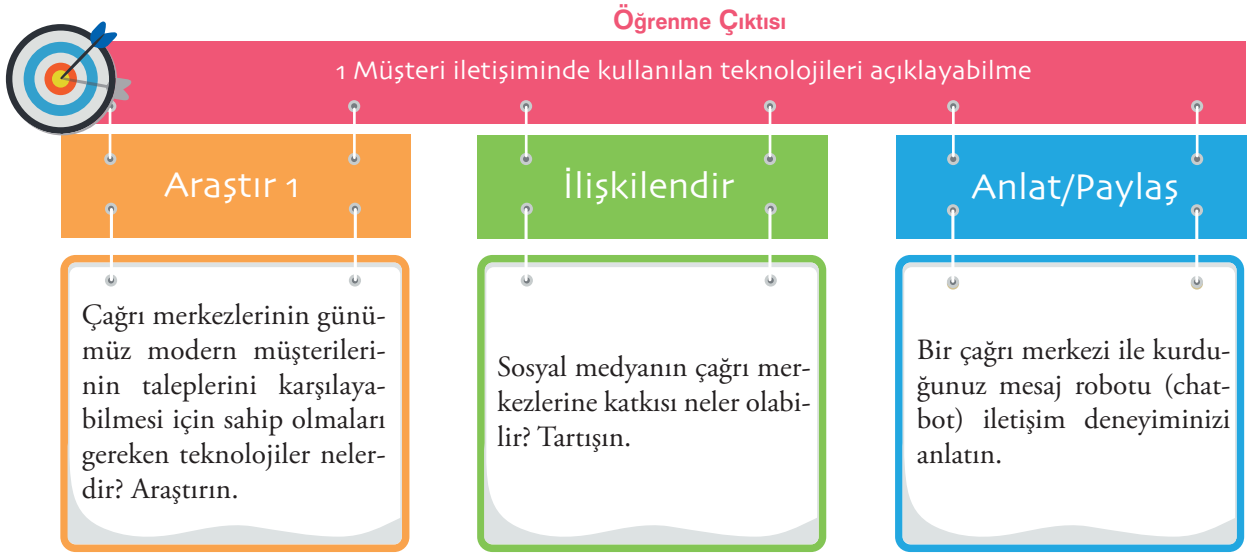 Öğrenme Çıktısı
1 Müşteri iletişiminde kullanılan teknolojileri açıklayabilme
Araştır 1
Çağrı merkezlerinin günü-
müz modern müşterileri-
nin taleplerini karşılaya-
bilmesi için sahip olmaları
gereken teknolojiler neler-
dir? Araştırın.
İlişkilendir
Sosyal medyanın çağrı mer-
kezlerine katkısı neler olabi-
lir? Tartışın.
Anlat/Paylaş
Bir çağrı merkezi ile kurdu-
ğunuz mesaj robotu (chat-
bot) iletişim deneyiminizi
anlatın.